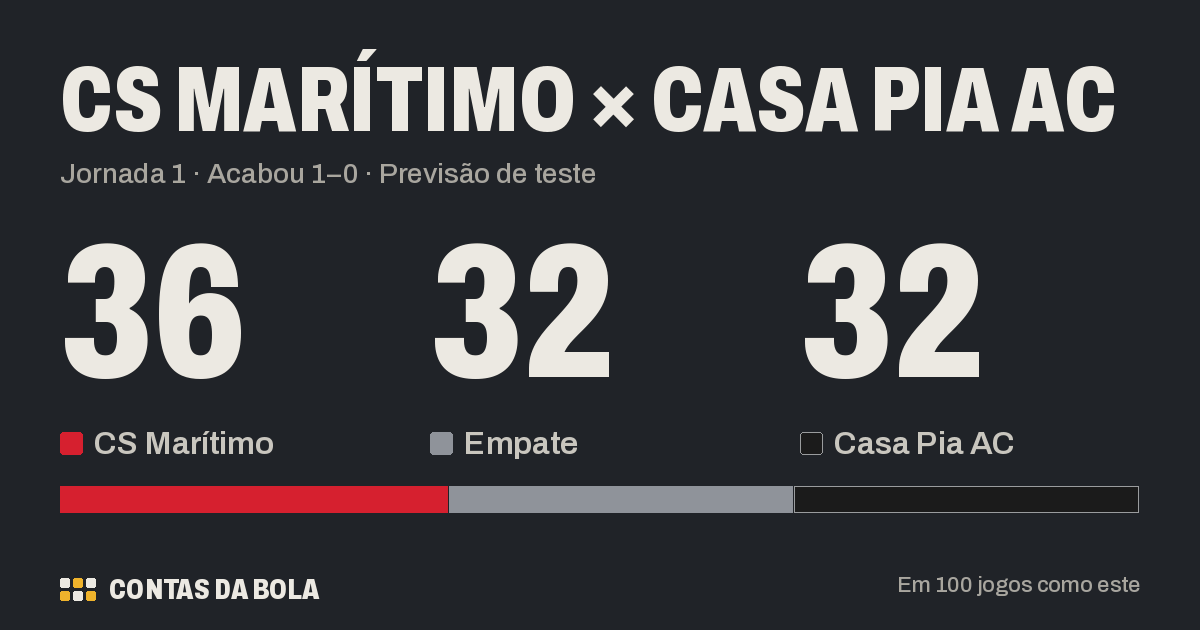 CS MARÍTIMO × CASA PIA AC
Jornada 1 · Acabou 1–0 · Previsão de teste
36 32 32
CS Marítimo Empate Casa Pia AC
CONTAS DA BOLA
Em 100 jogos como este